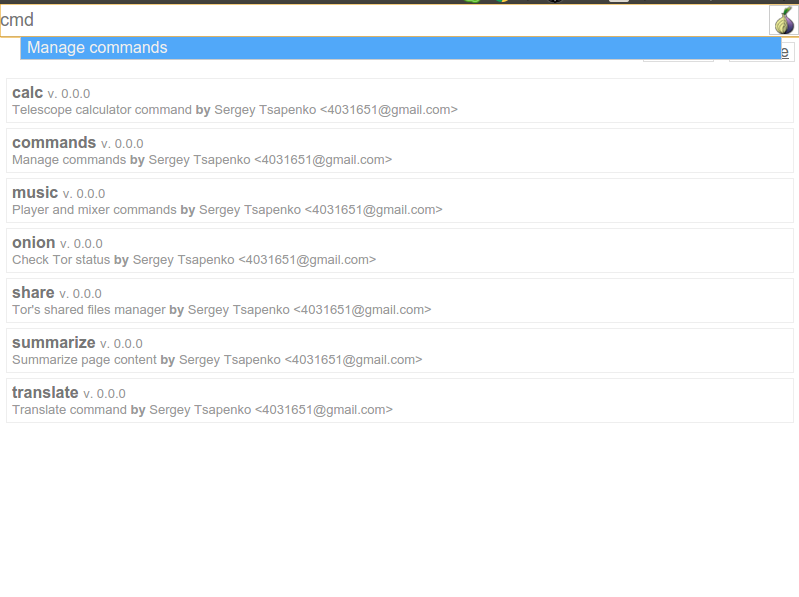 cmd
Manage commands
e
calc v. 0.0.0
Telescope calculator command by Sergey Tsapenko <4031651@gmail.com>
commands v. 0.0.0
Manage commands by Sergey Tsapenko <4031651@gmail.com>
music v. 0.0.0
Player and mixer commands by Sergey Tsapenko <4031651@gmail.com>
onion v. 0.0.0
Check Tor status by Sergey Tsapenko <4031651@gmail.com>
share v. 0.0.0
Tor's shared files manager by Sergey Tsapenko <4031651@gmail.com>
summarize v. 0.0.0
Summarize page content by Sergey Tsapenko <4031651@gmail.com>
translate v. 0.0.0
Translate command by Sergey Tsapenko <4031651@gmail.com>